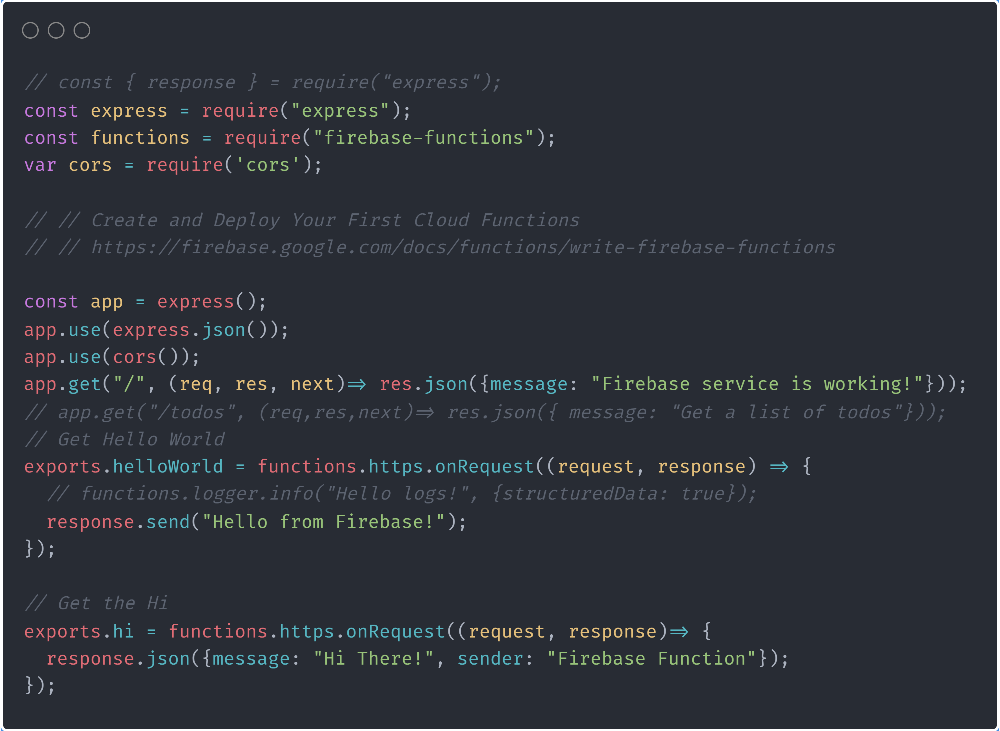 // const { response } = require("express");
const express = require("express");
const functions = require("firebase-functions");
var cors = require('cors');
// // Create and Deploy Your First Cloud Functions
// // https://firebase.google.com/docs/functions/write-firebase-functions
const app = express();
app.use(express.json());
app.use(cors());
app.get("/", (req, res, next)=> res.json({message: "Firebase service is working!"}));
// app.get("/todos", (req,res,next)=> res.json({ message: "Get a list of todos"}));
// Get Hello World
exports.helloWorld = functions.https.onRequest((request, response) => {
  // functions.logger.info("Hello logs!", {structuredData: true});
  response.send("Hello from Firebase!");
});
// Get the Hi
exports.hi = functions.https.onRequest((request, response)=> {
  response.json({message: "Hi There!", sender: "Firebase Function"});
});